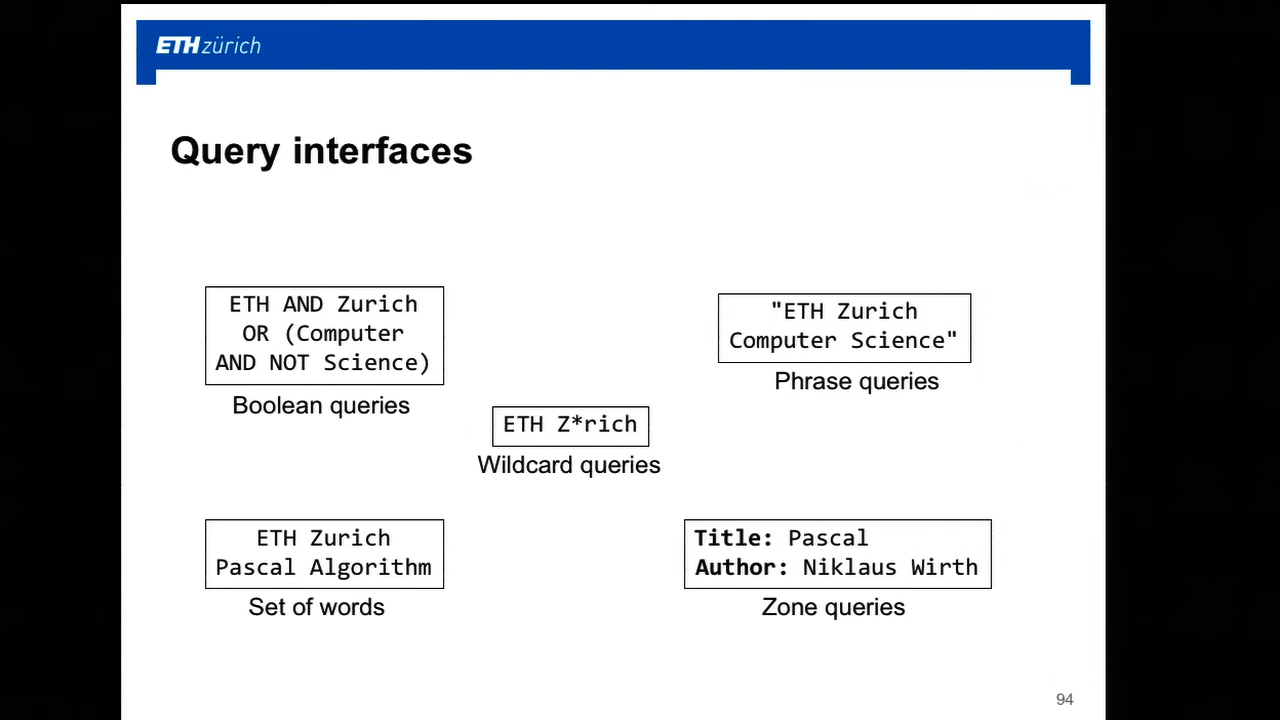 ETH zürich
Query interfaces
ETH AND Zurich
OR (Computer
AND NOT Science)
Boolean queries
"ETH Zurich
Computer Science"
Phrase queries
ETH Z*rich
Wildcard queries
ETH Zurich
Pascal Algorithm
Set of words
Title: Pascal
Author: Niklaus Wirth
Zone queries
94